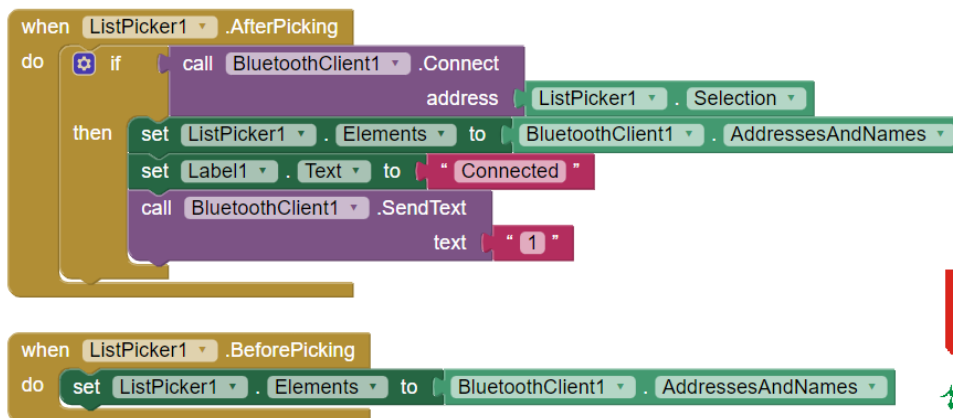 when ListPicker1 .AfterPicking
do if call BluetoothClient1 .Connect
address ListPicker1 . Selection
then set ListPicker1 . Elements to BluetoothClient1 . AddressesAndNames
set Label1 . Text to " Connected "
call BluetoothClient1 .SendText
text " 1 "
when ListPicker1 .BeforePicking
do set ListPicker1 . Elements to BluetoothClient1 . AddressesAndNames